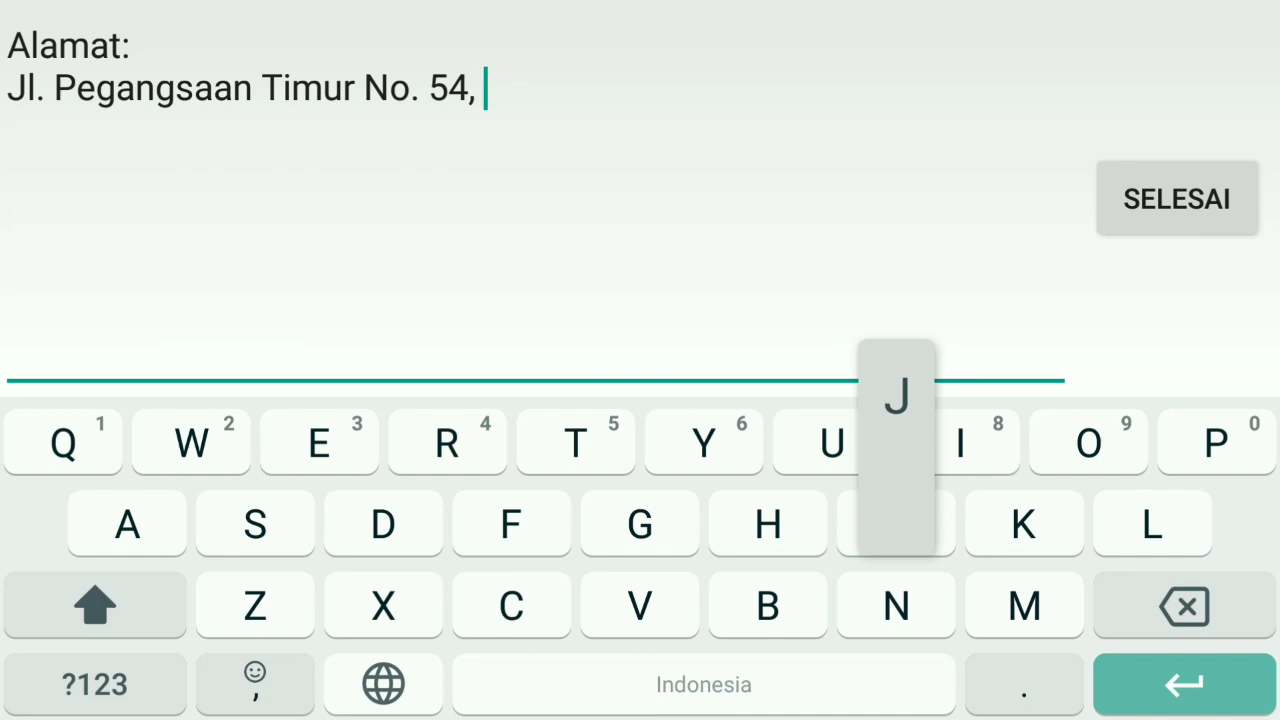 Alamat:
Jl. Pegangsaan Timur No. 54,
SELESAI
J
Q 1 W 2 E 3 R 4 T 5 Y 6 U I 8 O 9 P 0
A S D F G H K L
Z X C V B N M
?123 , Indonesia .